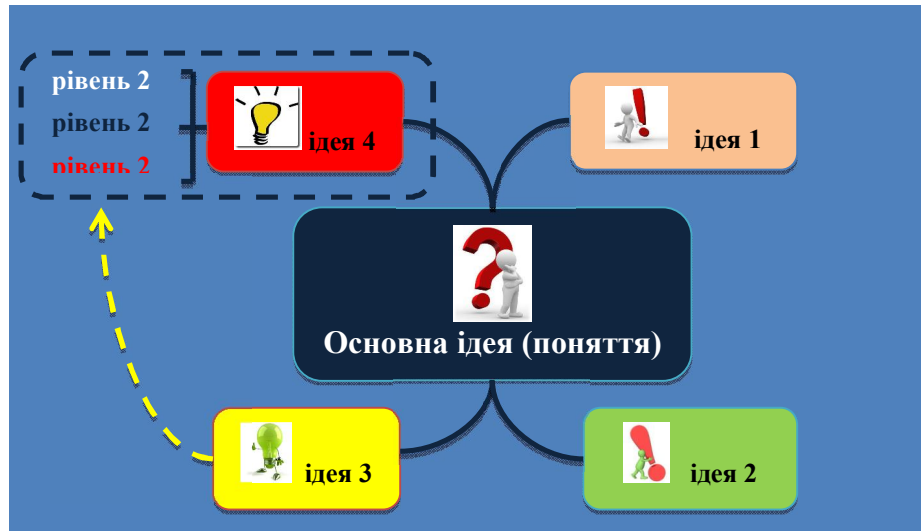 рівень 2
рівень 2
рівень 2
ідея 4
ідея 1
Основна ідея (поняття)
ідея 3
ідея 2